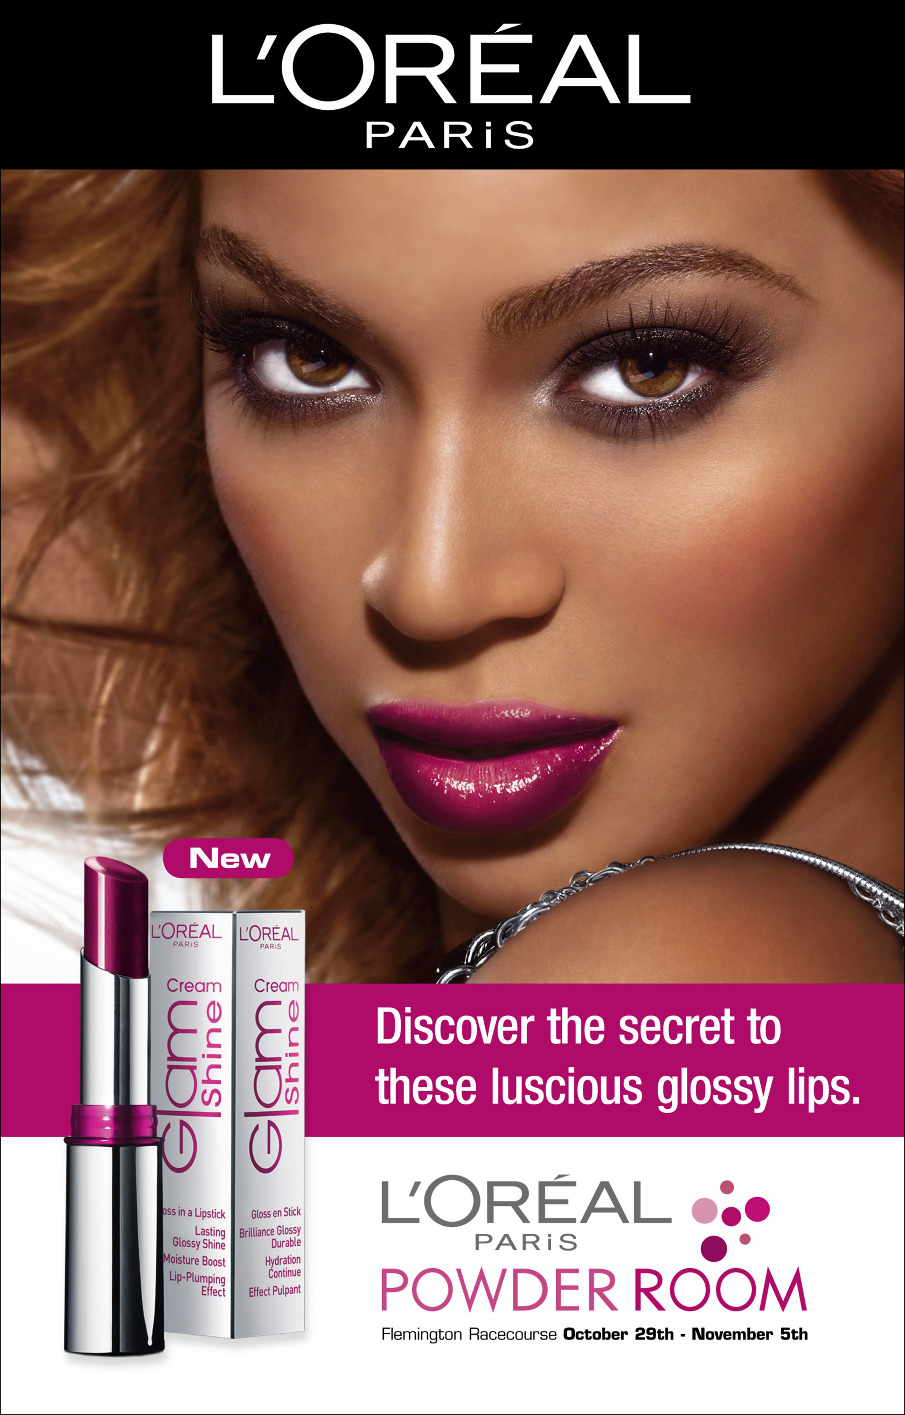 L'ORÉAL
PARiS
New
L'ORÉAL
PARiS
Cream
Glam
Shine
oss in a Lipstick
Lasting
Glossy Shine
Moisture Boost
Lip-Plumping
Effect
L'ORÉAL
PARiS
Cream
Glam
Shine
Gloss en Stick
Brilliance Glossy
Durable
Hydration
Continue
Effect Pulpant
Discover the secret to
these luscious glossy lips.
L'ORÉAL
PARiS
POWDER ROOM
Flemington Racecourse October 29th - November 5th